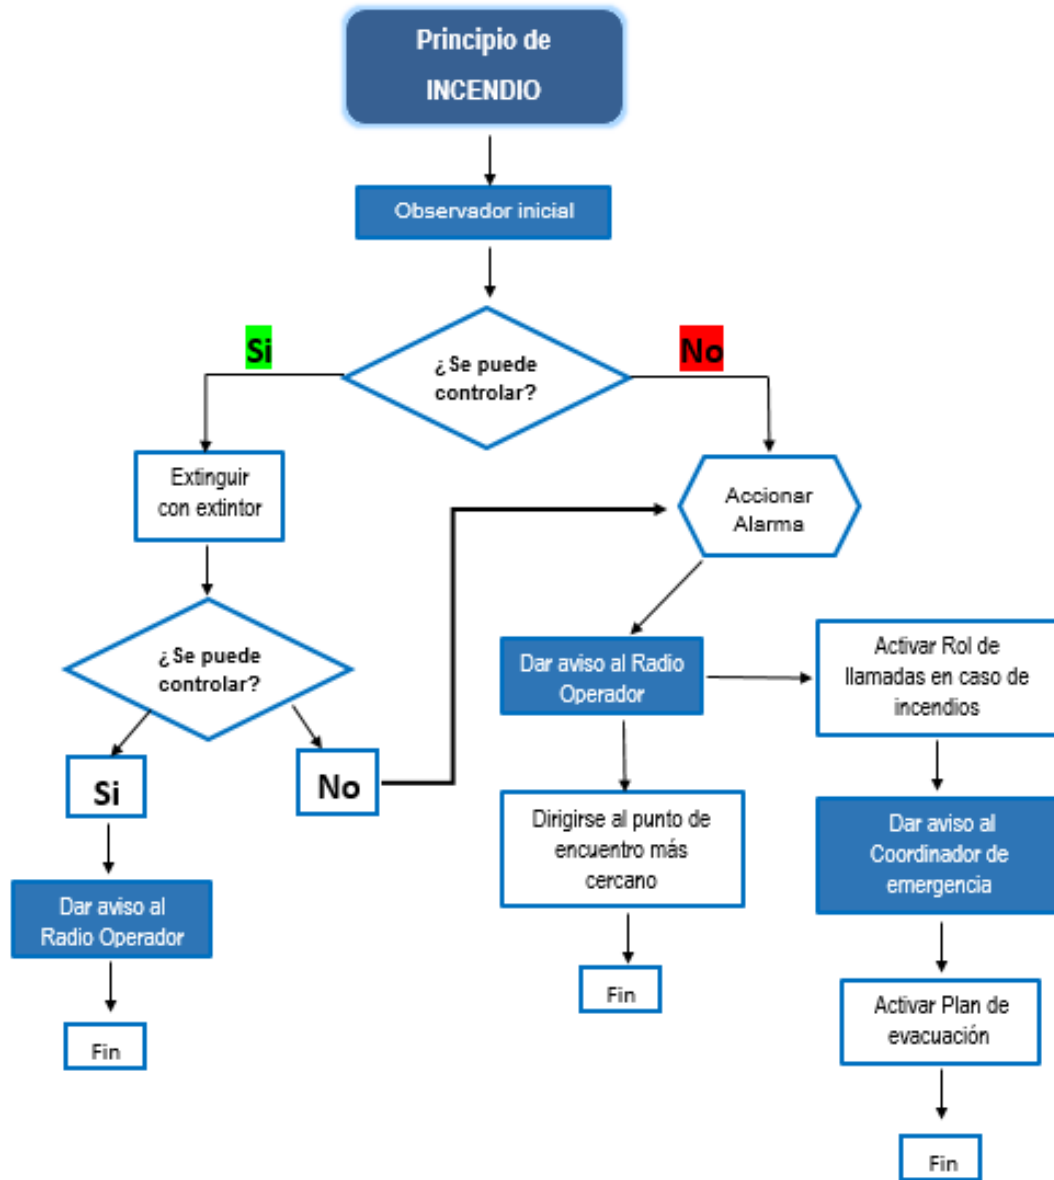 Principio de
INCENDIO
Observador inicial
¿Se puede
controlar?
Si
No
Extinguir
con extintor
Accionar
Alarma
¿Se puede
controlar?
Si
No
Dar aviso al Radio
Operador
Activar Rol de
llamadas en caso de
incendios
Dirigirse al punto de
encuentro más
cercano
Dar aviso al
Coordinador de
emergencia
Dar aviso al
Radio Operador
Fin
Fin
Activar Plan de
evacuación
Fin